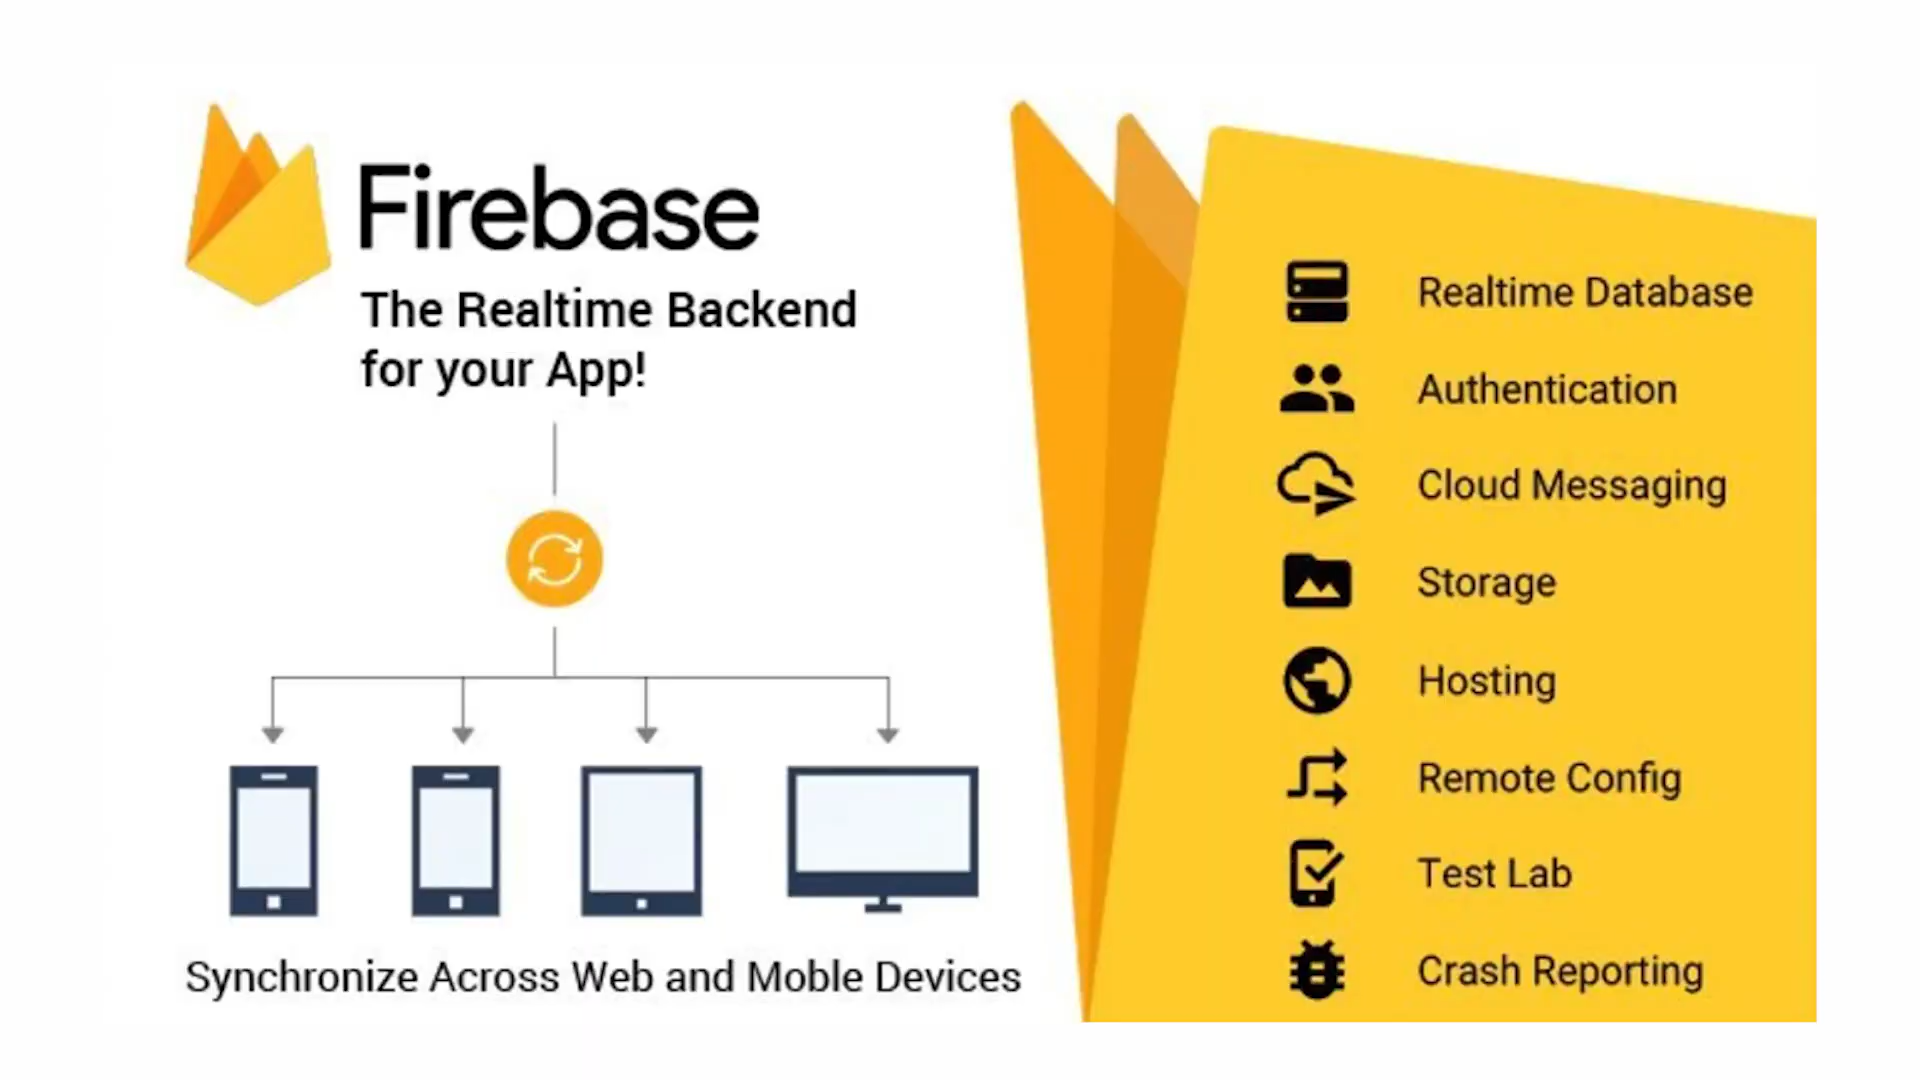 Firebase
The Realtime Backend
for your App!
Synchronize Across Web and Moble Devices
Realtime Database
Authentication
Cloud Messaging
Storage
Hosting
Remote Config
Test Lab
Crash Reporting